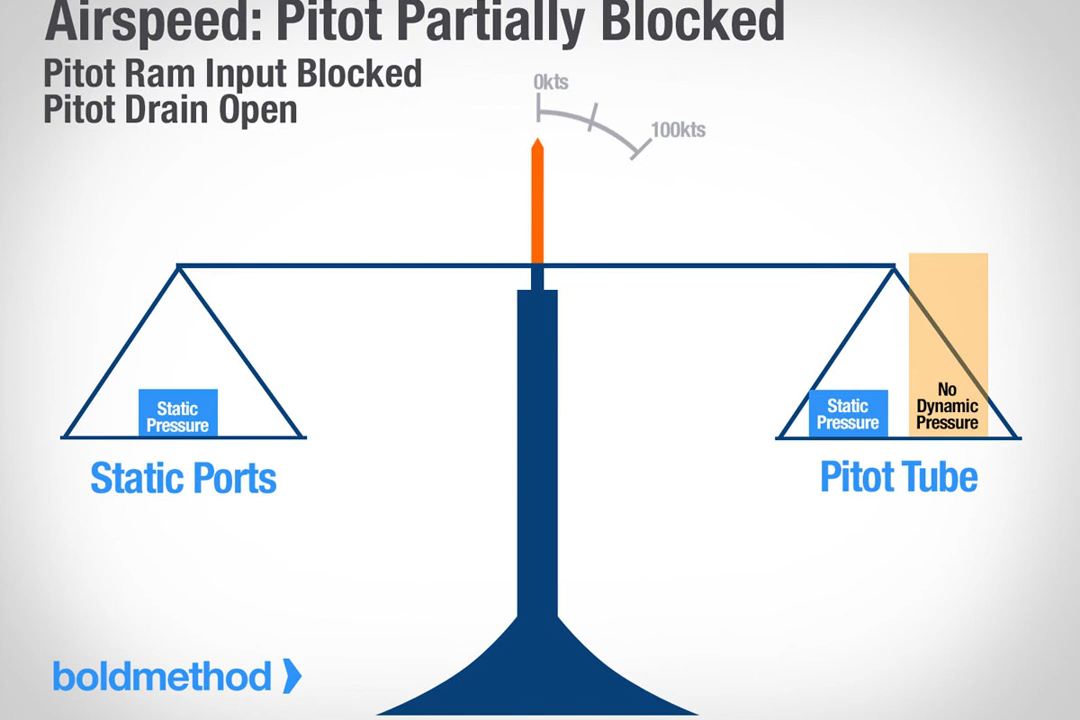 Airspeed: Pitot Partially Blocked
Pitot Ram Input Blocked
Pitot Drain Open
0kts
100kts
Static
Pressure
Static
Pressure
No
Dynamic
Pressure
Static Ports
Pitot Tube
boldmethod